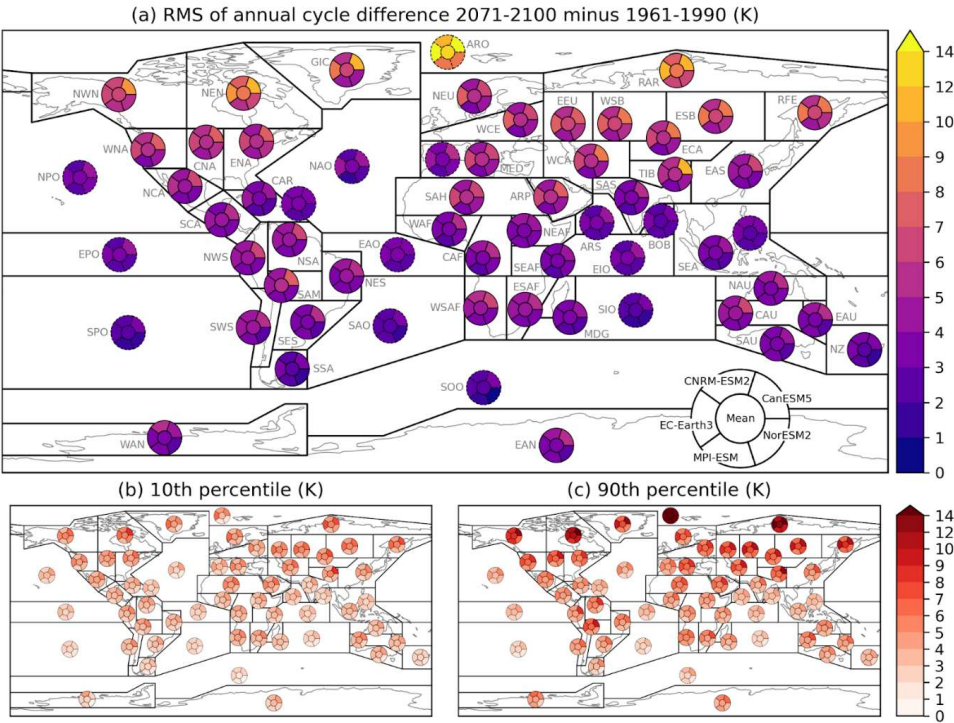 (a) RMS of annual cycle difference 2071-2100 minus 1961-1990 (K)
ARO
GIC
RAR
NWN
NEN
NEU
EEU
WSB
ESB
RFE
WCE
WNA
CNA
ENA
NAO
MED
WCA
ECA
TIB
EAS
NPO
NCA
CAR
SAH
ARP
SAS
SCA
WAF
NEAF
ARS
BOB
EPO
NWS
NSA
EAO
CAF
SEAF
EIO
SEA
SAM
NES
WSAF
ESAF
NAU
SPO
SWS
SES
SAO
MDG
SIO
CAU
EAU
SAU
NZ
SSA
SOO
WAN
EAN
CNRM-ESM2
CanESM5
EC-Earth3
Mean
NorESM2
MPI-ESM
14
12
10
9
8
7
6
5
4
3
2
1
0
(b) 10th percentile (K)
(c) 90th percentile (K)
14
12
10
9
8
7
6
5
4
3
2
1
0